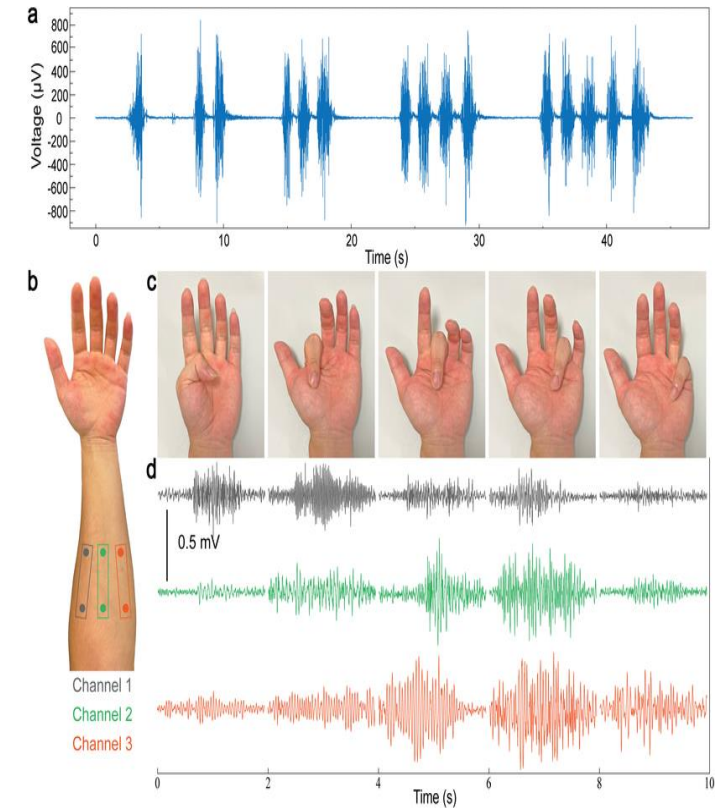 a
Voltage (μV)
800
600
400
200
0
-200
-400
-600
-800
0 10 20 30 40
Time (s)
b
c
d
0.5 mV
Channel 1
Channel 2
Channel 3
0 2 4 6 8 10
Time (s)